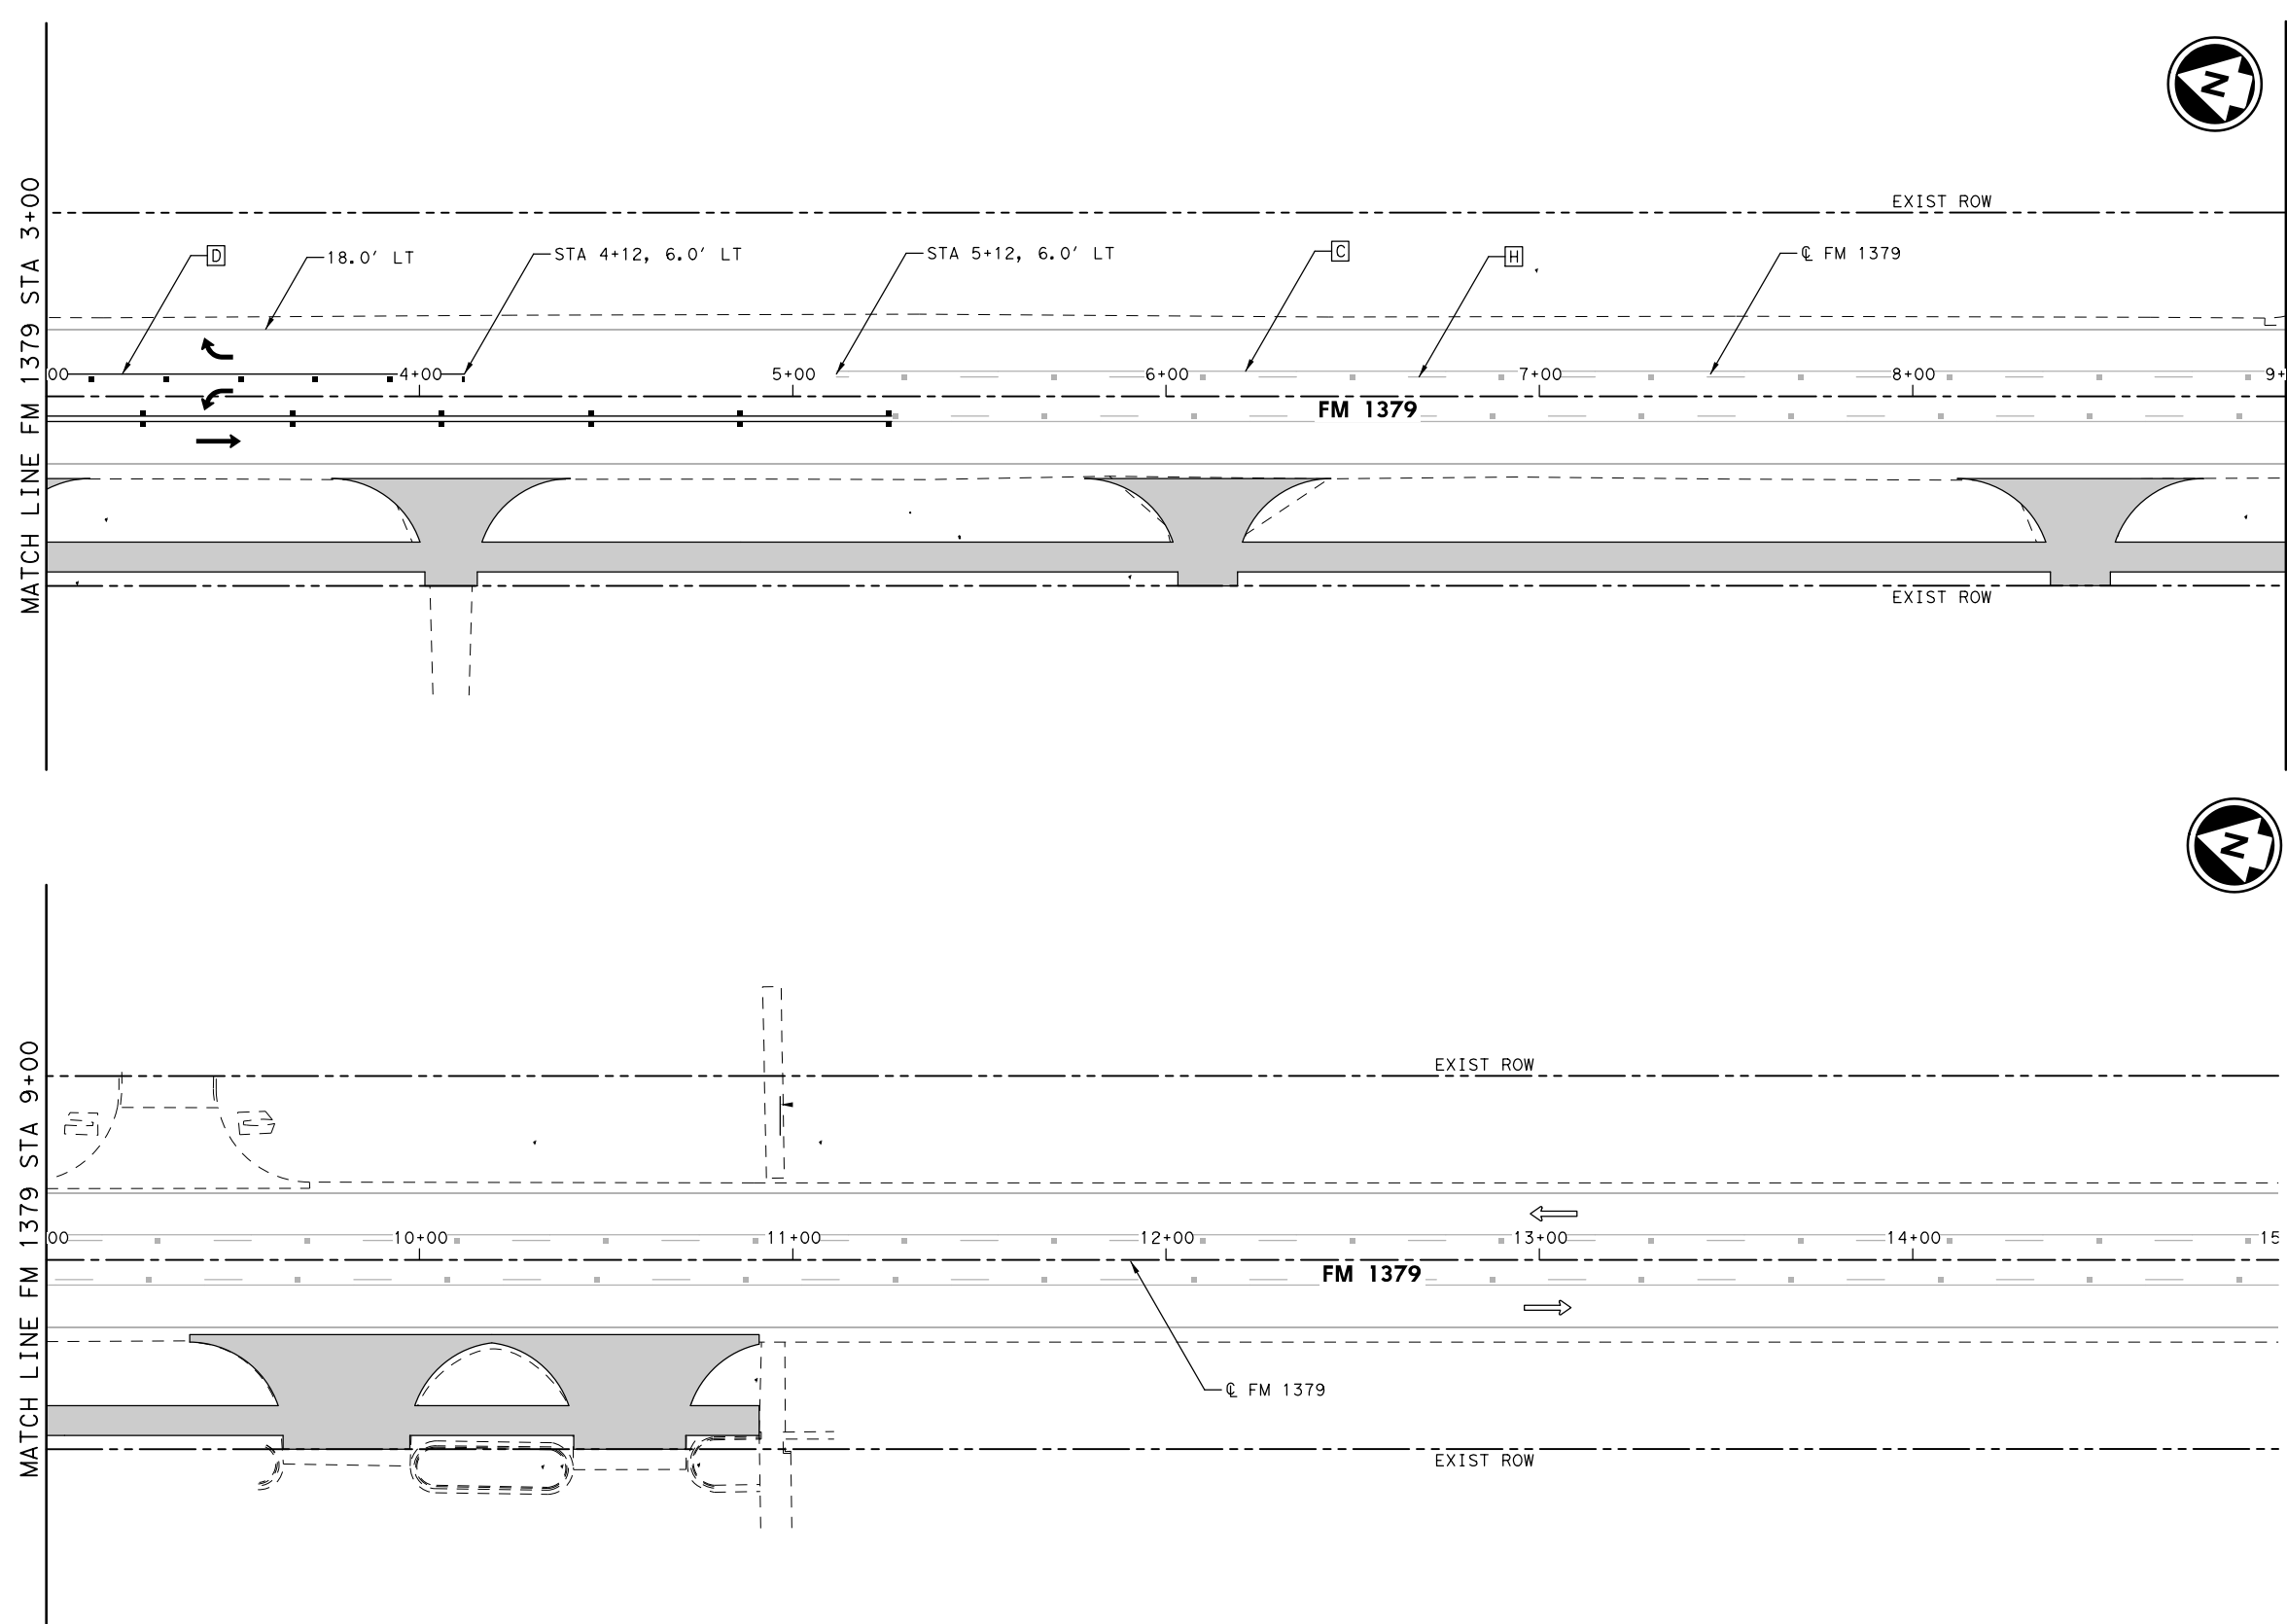 N
MATCH LINE FM 1379 STA 3+00
EXIST ROW
D
18.0' LT
STA 4+12, 6.0' LT
STA 5+12, 6.0' LT
C
H
℄ FM 1379
00
4+00
5+00
6+00
7+00
8+00
9+
FM 1379
EXIST ROW
N
MATCH LINE FM 1379 STA 9+00
EXIST ROW
00
10+00
11+00
12+00
13+00
14+00
15
FM 1379
℄ FM 1379
EXIST ROW